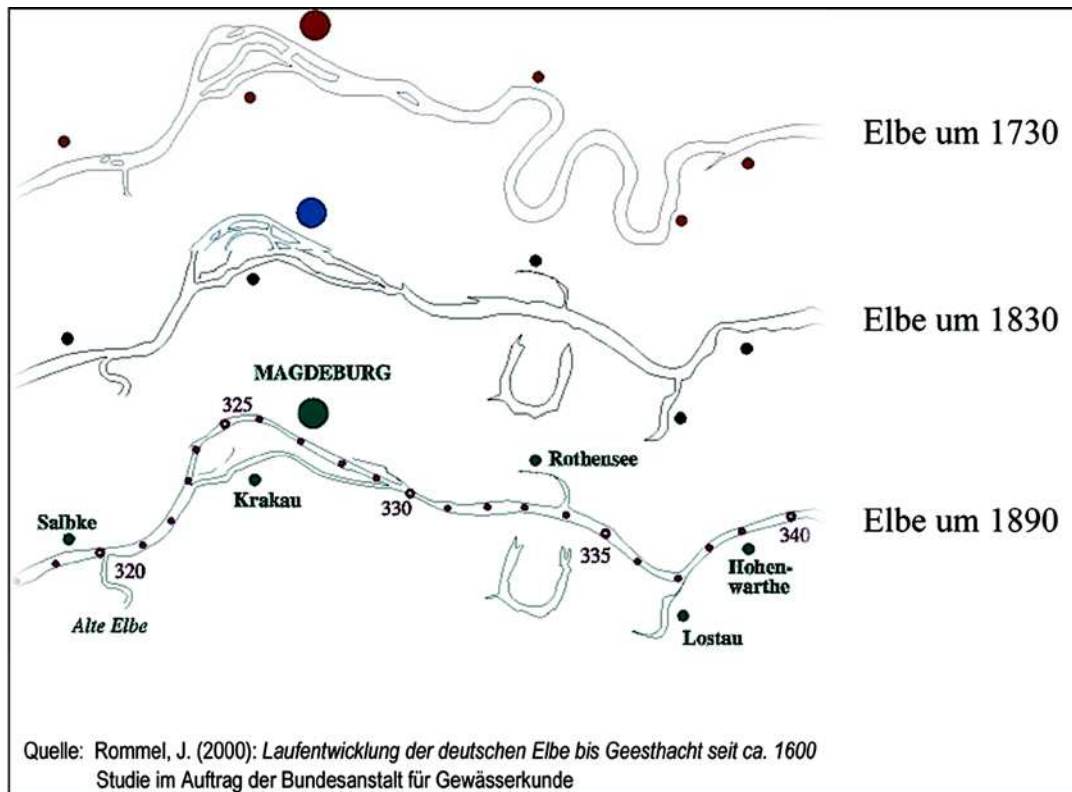 Elbe um 1730
Elbe um 1830
MAGDEBURG
325
Rothensee
Krakau
330
Salbke
Elbe um 1890
340
335
320
Hohen-
warthe
Alte Elbe
Lostau
Quelle: Rommel, J. (2000): Laufentwicklung der deutschen Elbe bis Geesthacht seit ca. 1600
Studie im Auftrag der Bundesanstalt für Gewässerkunde